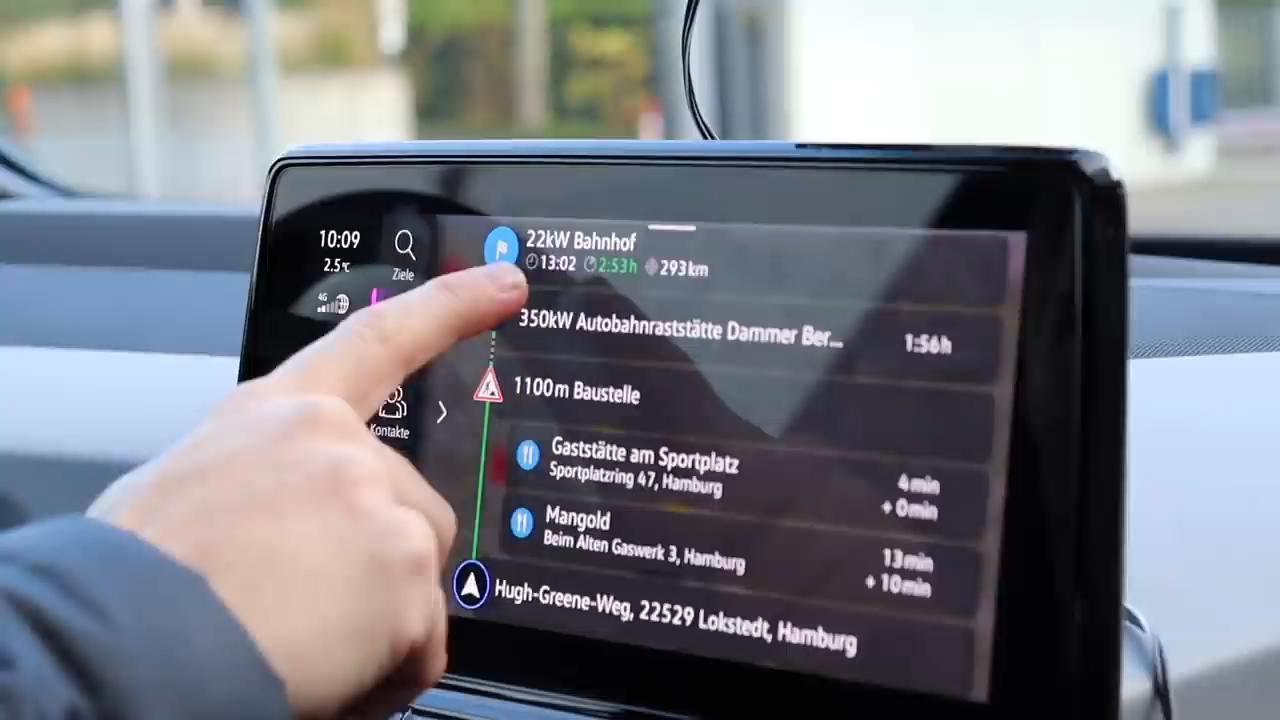 10:09
2.5°C
Ziele
4G
Kontakte
22kW Bahnhof
13:02 2:53h 293km
350kW Autobahnraststätte Dammer Ber...
1:56h
1100m Baustelle
Gaststätte am Sportplatz
Sportplatzring 47, Hamburg
4min
+ 0min
Mangold
Beim Alten Gaswerk 3, Hamburg
13min
+ 10min
Hugh-Greene-Weg, 22529 Lokstedt, Hamburg